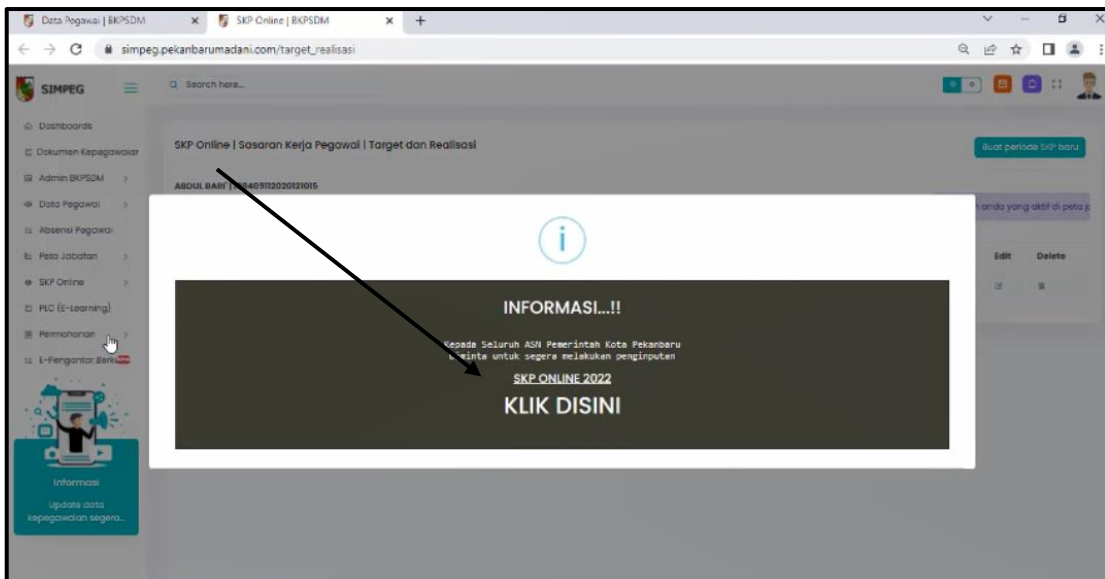 Data Pegawai | BKPSDM
SKP Online | BKPSDM
simpeg.pekanbarumadani.com/target_realisasi
SIMPEG
Search here...
Dashboards
Dokumen Kepegawaian
Admin BKPSDM
Data Pegawai
Absensi Pegawai
Peta Jabatan
SKP Online
PLC (E-Learning)
Permohonan
E-Pengantar
Informasi
Update data
kepegawaian segera...
SKP Online | Sasaran Kerja Pegawai | Target dan Realisasi
Buat periode SKP baru
ABDUL BARI
anda yang aktif di peta
Edit Delete
INFORMASI...!!
Kepada Seluruh ASN Pemerintah Kota Pekanbaru
Diminta untuk segera melakukan penginputan
SKP ONLINE 2022
KLIK DISINI